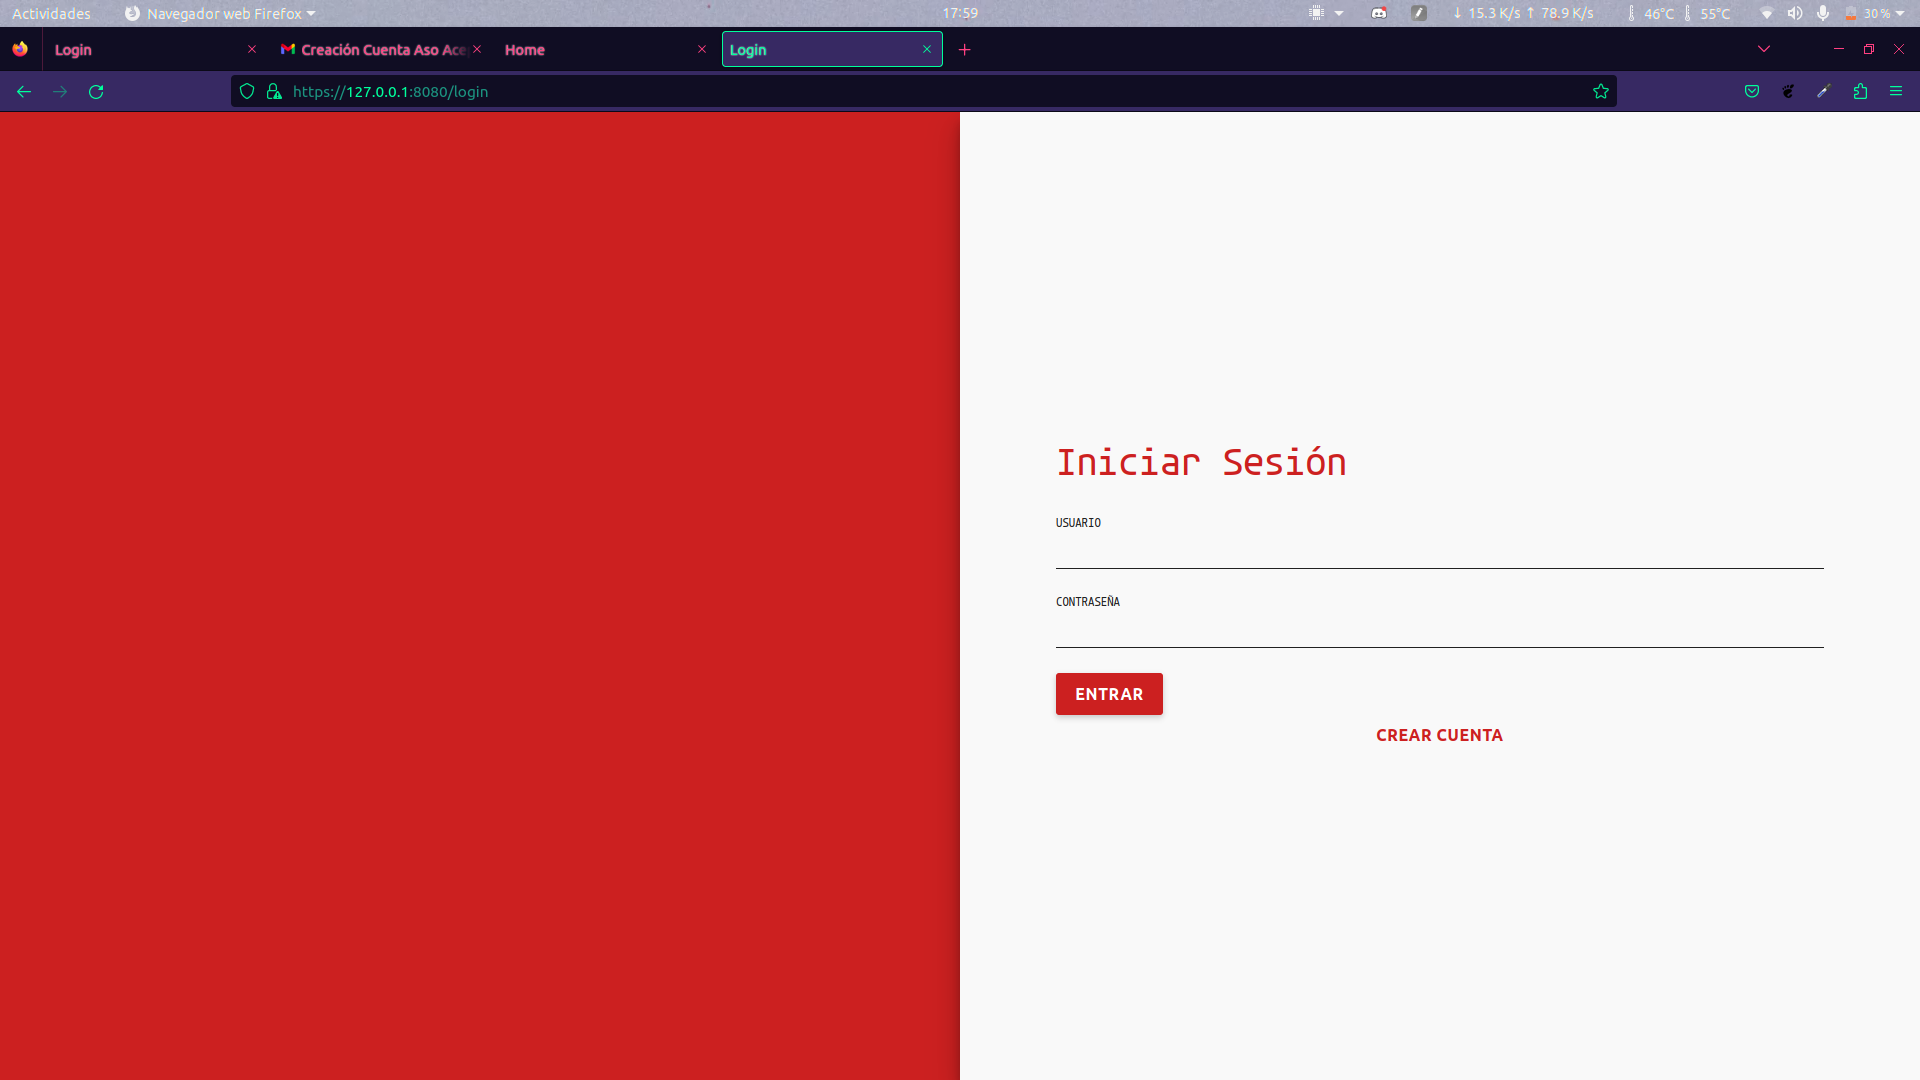 Actividades
Navegador web Firefox
17:59
↓ 15.3 K/s ↑ 78.9 K/s
46°C
55°C
30 %
Login
Creación Cuenta Aso Ace
Home
Login
https://127.0.0.1:8080/login
Iniciar Sesión
USUARIO
CONTRASEÑA
ENTRAR
CREAR CUENTA